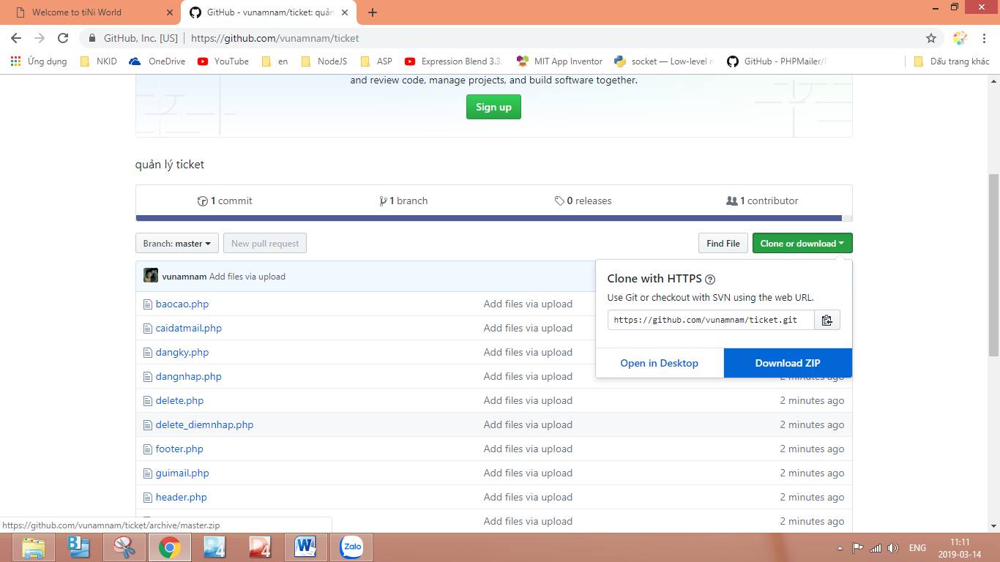 Welcome to tiNi World
GitHub - vunamnam/ticket: quản
GitHub, Inc. [US]
https://github.com/vunamnam/ticket
Ứng dụng
NKID
OneDrive
YouTube
en
NodeJS
ASP
Expression Blend 3.3.
MIT App Inventor
socket — Low-level n
GitHub - PHPMailer/P
Dấu trang khác
and review code, manage projects, and build software together.
Sign up
quản lý ticket
1 commit
1 branch
0 releases
1 contributor
Branch: master
New pull request
Find File
Clone or download
vunamnam Add files via upload
Clone with HTTPS
Use Git or checkout with SVN using the web URL.
https://github.com/vunamnam/ticket.git
Open in Desktop
Download ZIP
baocao.php Add files via upload
caidatmail.php Add files via upload
dangky.php Add files via upload
dangnhap.php Add files via upload 2 minutes ago
delete.php Add files via upload 2 minutes ago
delete_diemnhap.php Add files via upload 2 minutes ago
footer.php Add files via upload 2 minutes ago
guimail.php Add files via upload 2 minutes ago
header.php Add files via upload 2 minutes ago
Add files via upload 2 minutes ago
https://github.com/vunamnam/ticket/archive/master.zip
Zalo
ENG
11:11
2019-03-14